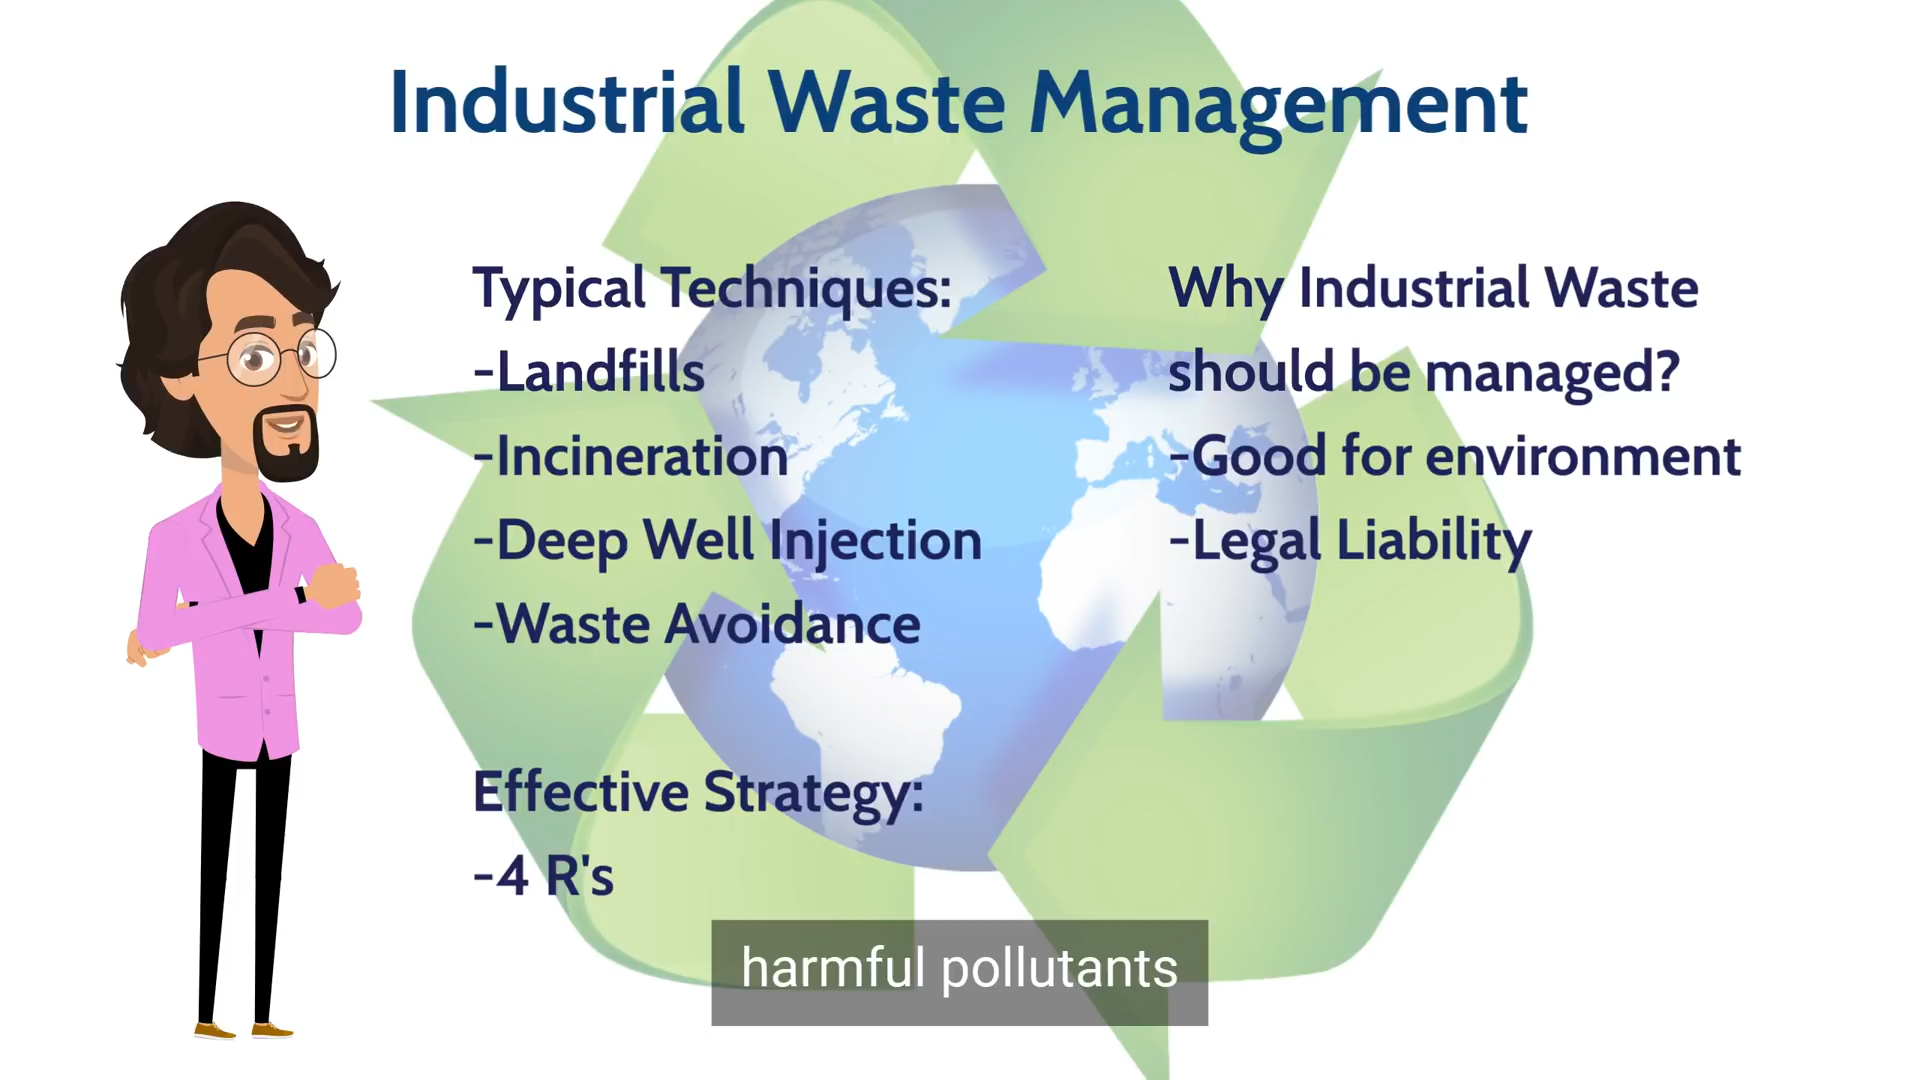 Industrial Waste Management
Typical Techniques:
-Landfills
-Incineration
-Deep Well Injection
-Waste Avoidance
Effective Strategy:
-4 R's
Why Industrial Waste
should be managed?
-Good for environment
-Legal Liability
harmful pollutants